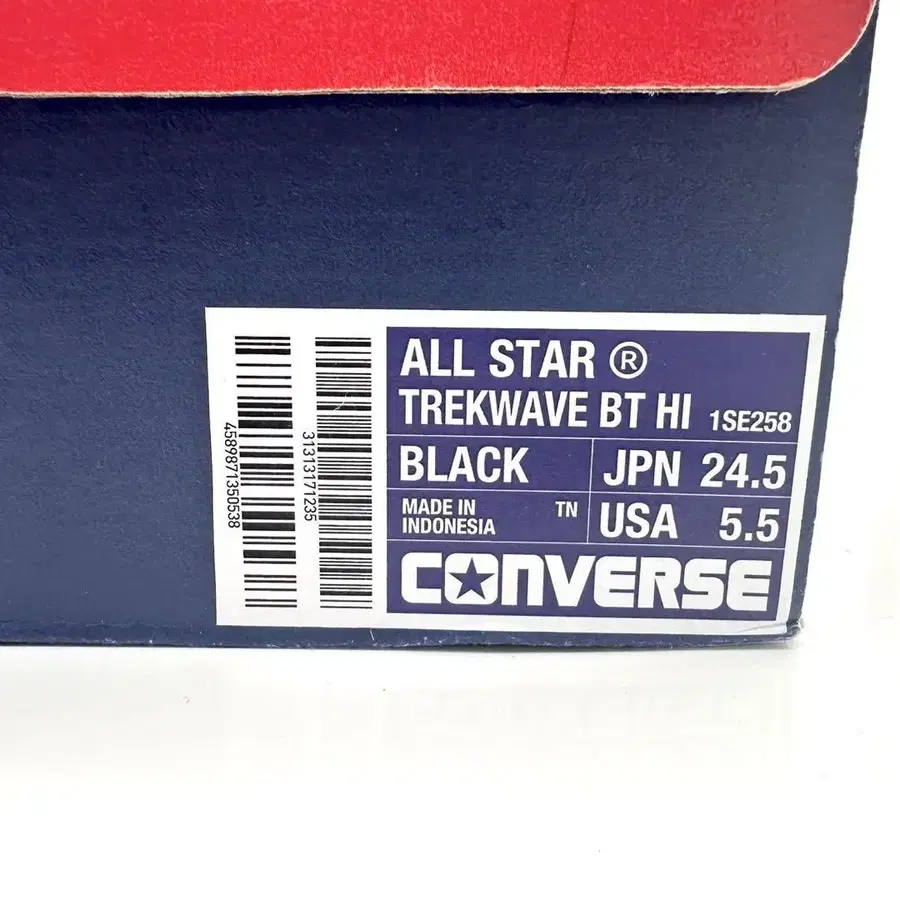 4589871350538
31313171235
ALL STAR ®
TREKWAVE BT HI 1SE258
BLACK JPN 24.5
MADE IN INDONESIA TN USA 5.5
CONVERSE